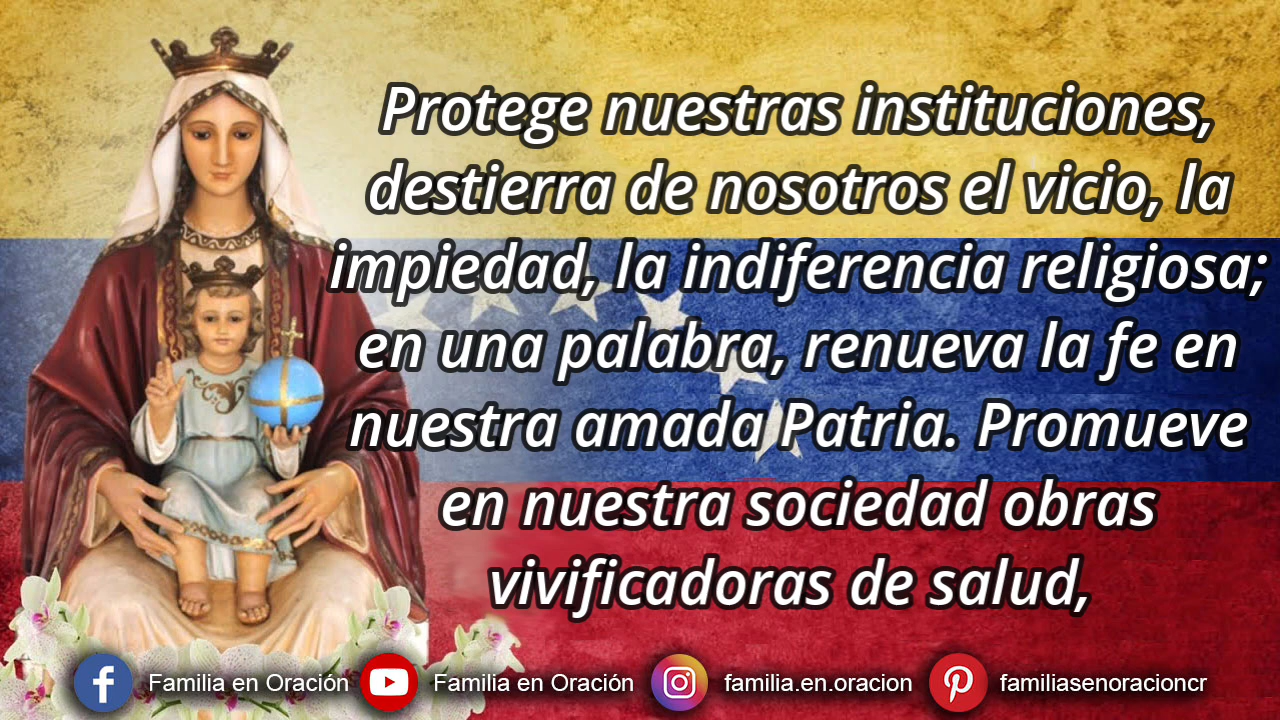 Protege nuestras instituciones,
destierra de nosotros el vicio, la
impiedad, la indiferencia religiosa;
en una palabra, renueva la fe en
nuestra amada Patria. Promueve
en nuestra sociedad obras
vivificadoras de salud,
Familia en Oración Familia en Oración familia.en.oracion familiasenoracioncr